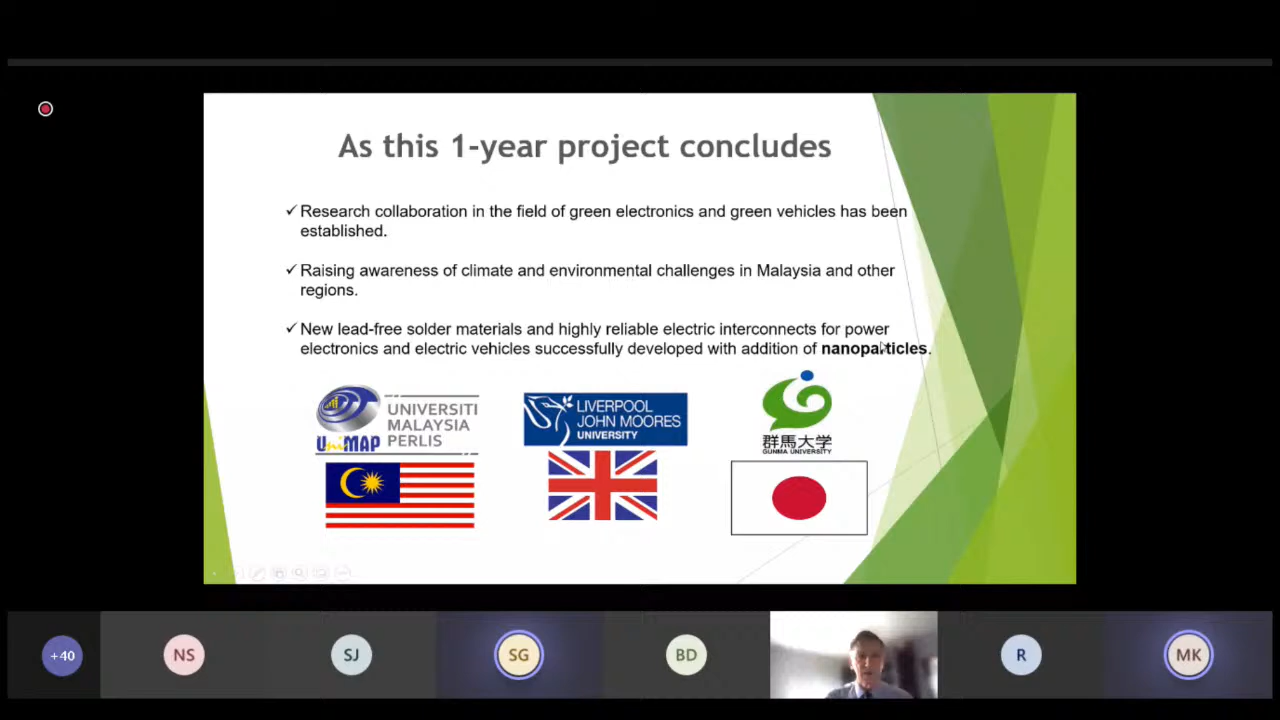 As this 1-year project concludes
✓Research collaboration in the field of green electronics and green vehicles has been
established.
✓Raising awareness of climate and environmental challenges in Malaysia and other
regions.
✓New lead-free solder materials and highly reliable electric interconnects for power
electronics and electric vehicles successfully developed with addition of nanoparticles.
UNIVERSITI
MALAYSIA
PERLIS
UniMAP
LIVERPOOL
JOHN MOORES
UNIVERSITY
群馬大学
GUNMA UNIVERSITY
+40
NS
SJ
SG
BD
R
MK